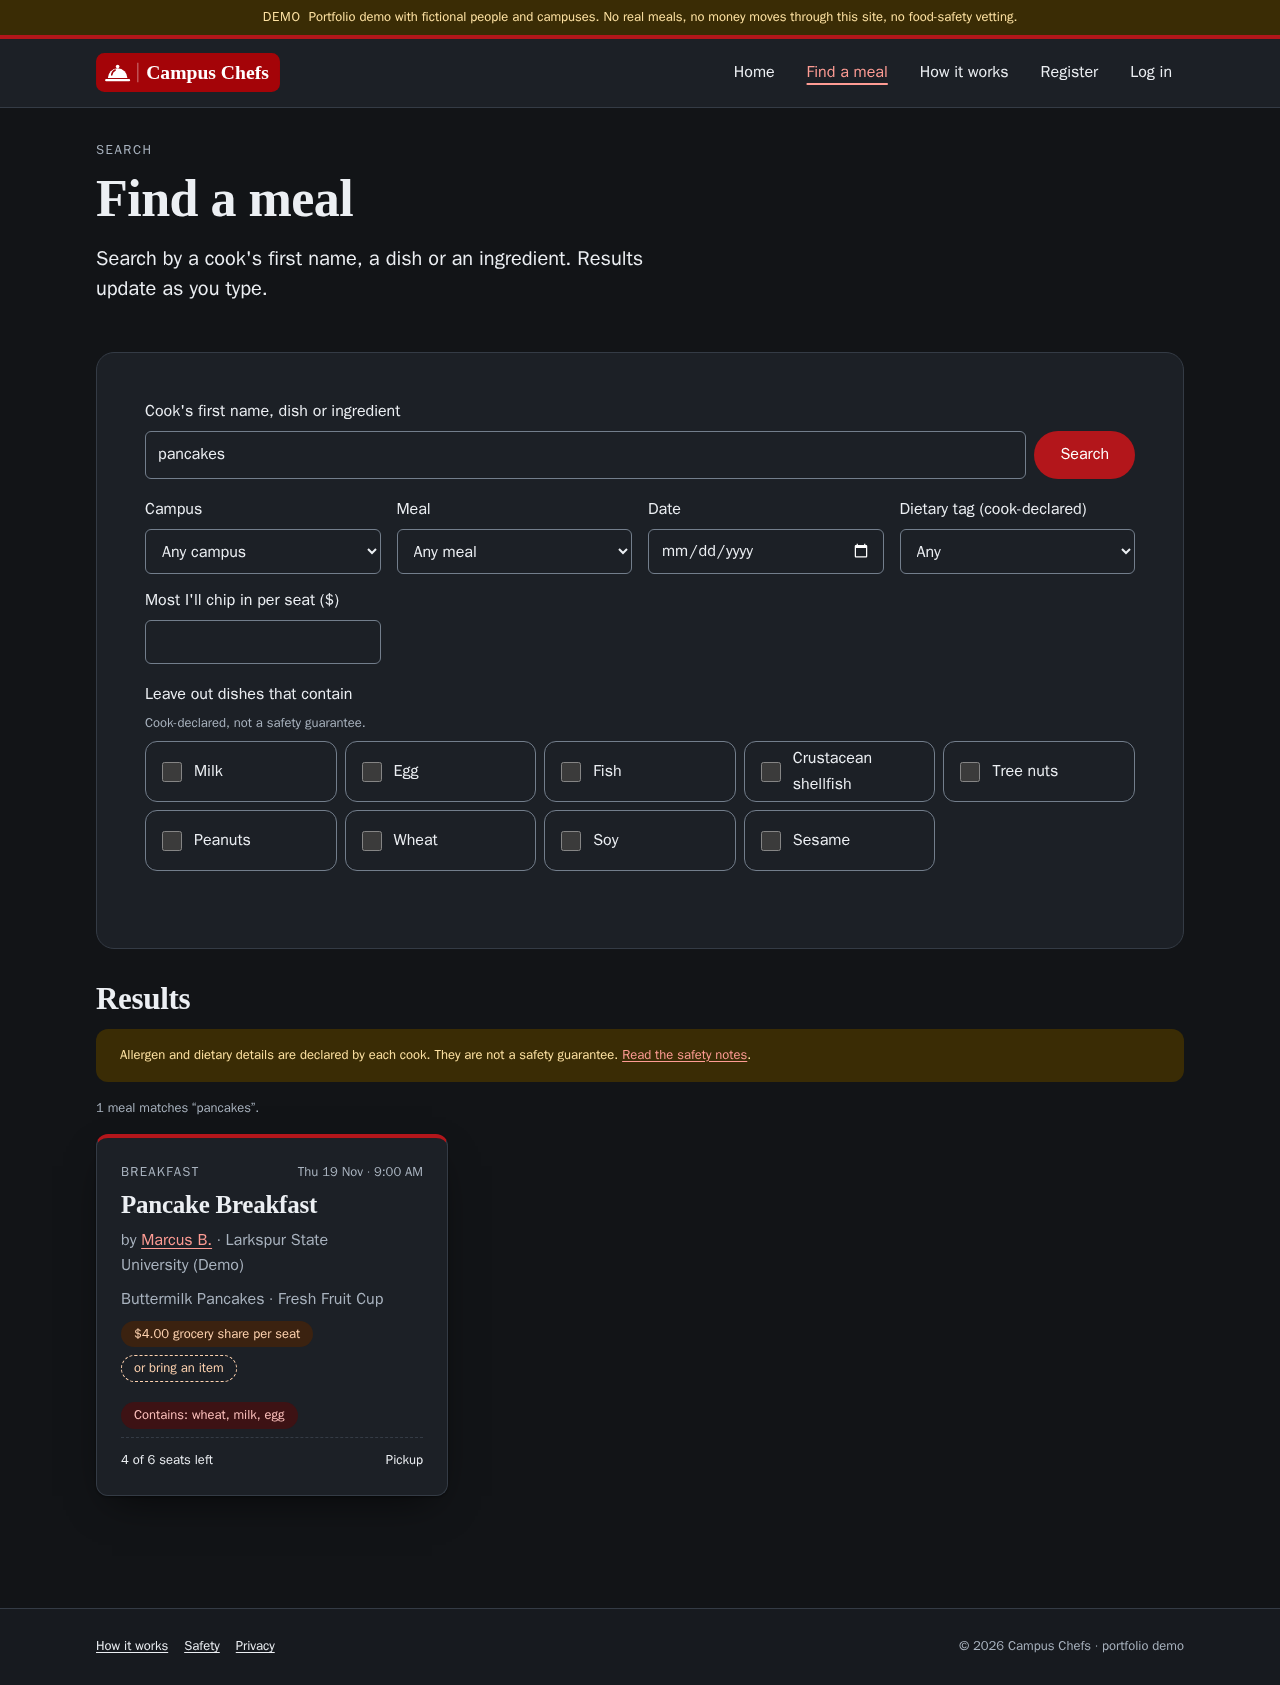 DEMO Portfolio demo with fictional people and campuses. No real meals, no money moves through this site, no food-safety vetting.
Campus Chefs
Home
Find a meal
How it works
Register
Log in
SEARCH
Find a meal
Search by a cook's first name, a dish or an ingredient. Results
update as you type.
Cook's first name, dish or ingredient
pancakes
Search
Campus
Meal
Date
Dietary tag (cook-declared)
Any campus
Any meal
mm/dd/yyyy
Any
Most I'll chip in per seat ($)
Leave out dishes that contain
Cook-declared, not a safety guarantee.
Milk
Egg
Fish
Crustacean
shellfish
Tree nuts
Peanuts
Wheat
Soy
Sesame
Results
Allergen and dietary details are declared by each cook. They are not a safety guarantee. Read the safety notes.
1 meal matches “pancakes”.
BREAKFAST
Thu 19 Nov · 9:00 AM
Pancake Breakfast
by Marcus B. · Larkspur State
University (Demo)
Buttermilk Pancakes · Fresh Fruit Cup
$4.00 grocery share per seat
or bring an item
Contains: wheat, milk, egg
4 of 6 seats left
Pickup
How it works
Safety
Privacy
© 2026 Campus Chefs · portfolio demo